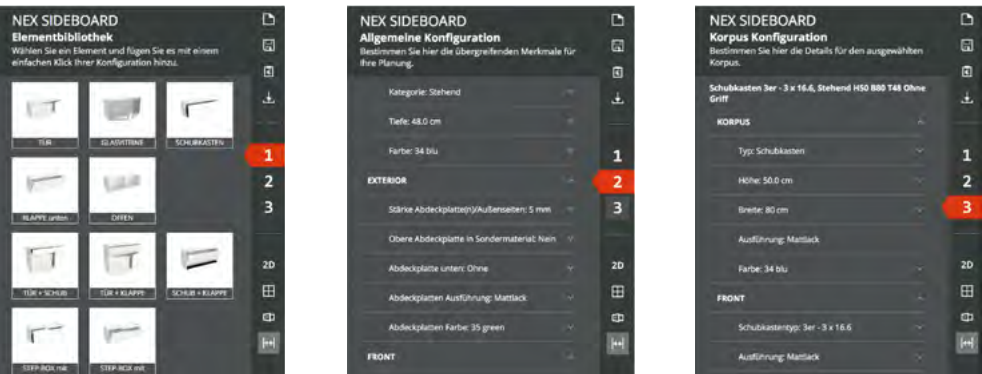 NEX SIDEBOARD
Elementbibliothek
Wählen Sie ein Element und fügen Sie es mit einem
einfachen Klick Ihrer Konfiguration hinzu.
TÜR
GLASVITRINE
SCHUBKASTEN
KLAPPE unten
OFFEN
TÜR + SCHUB
TÜR + KLAPPE
SCHUB + KLAPPE
STEP-BOX mit
STEP-BOX mit
1
2
3
2D
NEX SIDEBOARD
Allgemeine Konfiguration
Bestimmen Sie hier die übergreifenden Merkmale für
Ihre Planung.
Kategorie: Stehend
Tiefe: 48.0 cm
Farbe: 34 blu
EXTERIOR
Stärke Abdeckplatte(n)/Außenseiten: 5 mm
Obere Abdeckplatte in Sondermaterial: Nein
Abdeckplatte unten: Ohne
Abdeckplatten Ausführung: Mattlack
Abdeckplatten Farbe: 35 green
FRONT
1
2
3
2D
NEX SIDEBOARD
Korpus Konfiguration
Bestimmen Sie hier die Details für den ausgewählten
Korpus.
Schubkasten 3er - 3 x 16.6, Stehend H50 B80 T48 Ohne
Griff
KORPUS
Typ: Schubkasten
Höhe: 50.0 cm
Breite: 80 cm
Ausführung: Mattlack
Farbe: 34 blu
FRONT
Schubkastentyp: 3er - 3 x 16.6
Ausführung: Mattlack
1
2
3
2D